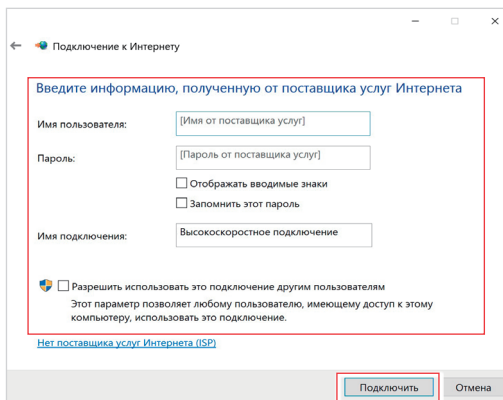 Подключение к Интернету
Введите информацию, полученную от поставщика услуг Интернета
Имя пользователя:
[Имя от поставщика услуг]
Пароль:
[Пароль от поставщика услуг]
Отображать вводимые знаки
Запомнить этот пароль
Имя подключения:
Высокоскоростное подключение
Разрешить использовать это подключение другим пользователям
Этот параметр позволяет любому пользователю, имеющему доступ к этому
компьютеру, использовать это подключение.
Нет поставщика услуг Интернета (ISP)
Подключить
Отмена